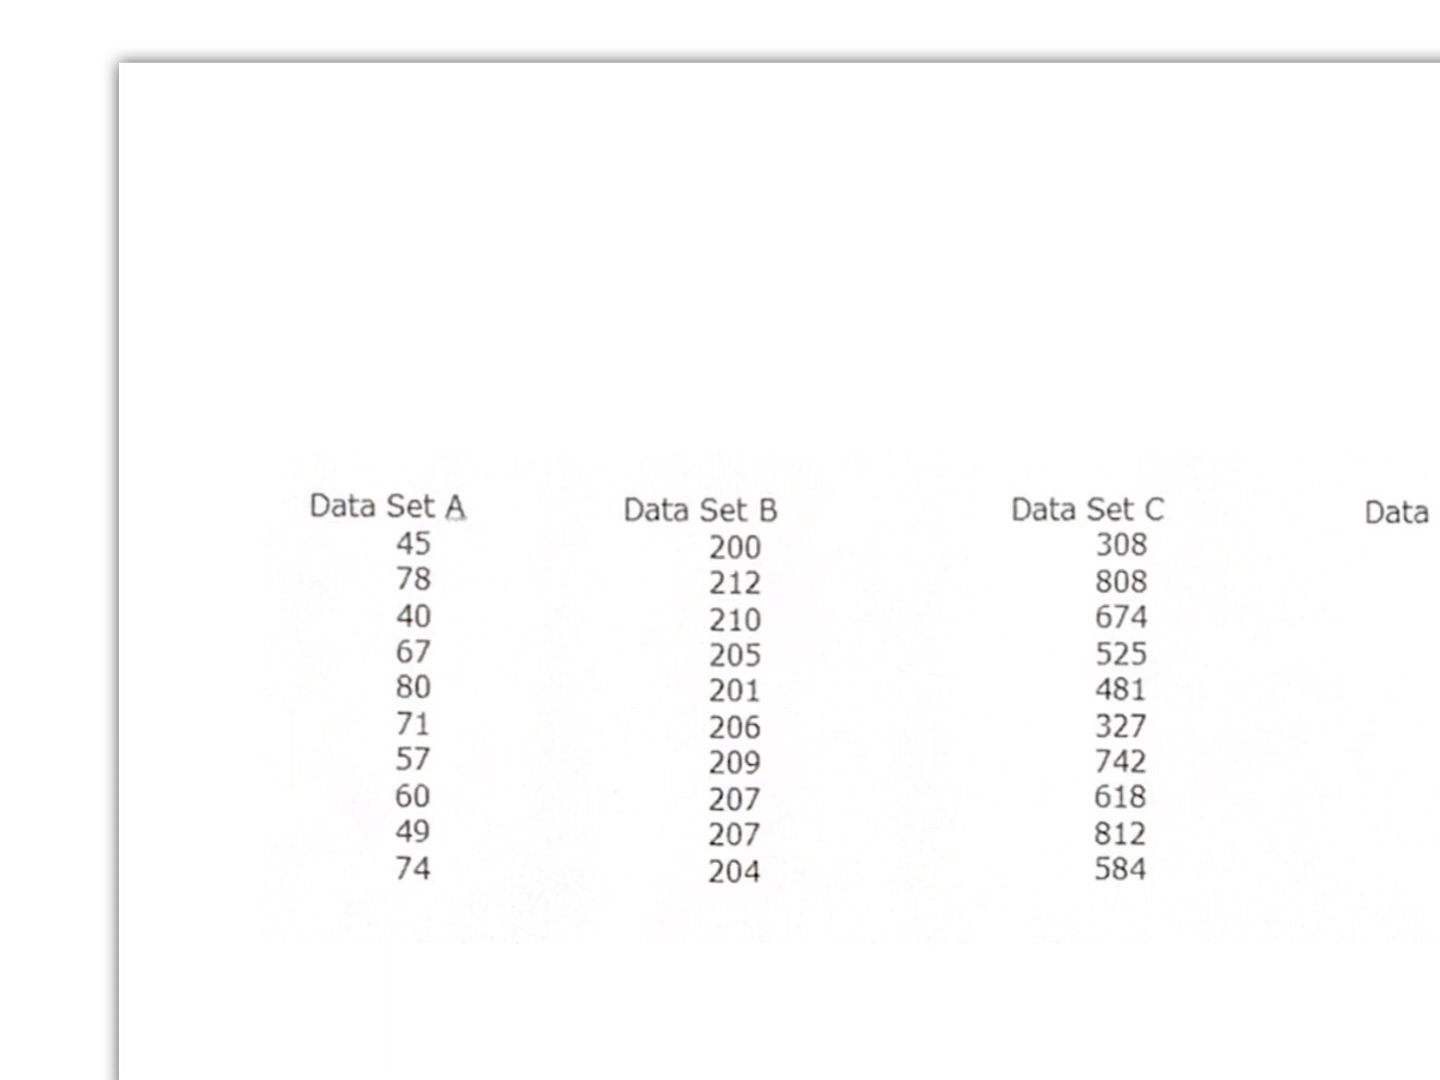 Data Set A Data Set B Data Set C Data
45 200 308
78 212 808
40 210 674
67 205 525
80 201 481
71 206 327
57 209 742
60 207 618
49 207 812
74 204 584